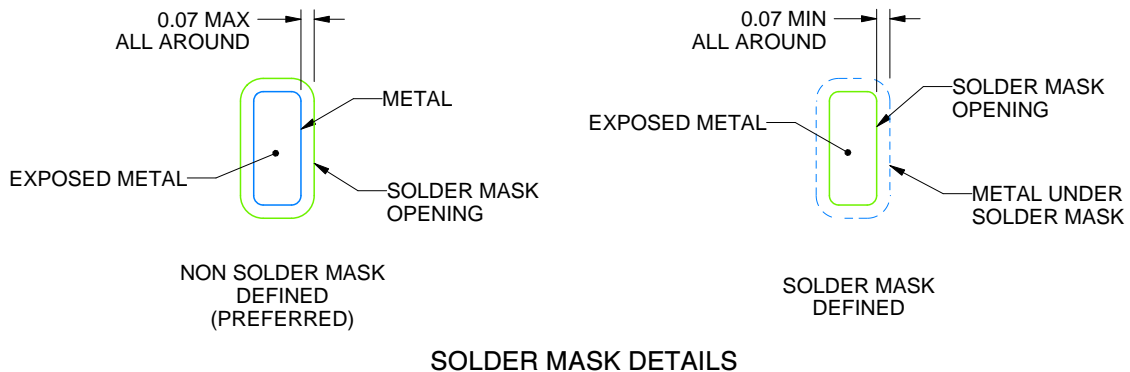 0.07 MAX
ALL AROUND
METAL
EXPOSED METAL
SOLDER MASK
OPENING
NON SOLDER MASK
DEFINED
(PREFERRED)
0.07 MIN
ALL AROUND
SOLDER MASK
OPENING
EXPOSED METAL
METAL UNDER
SOLDER MASK
SOLDER MASK
DEFINED
SOLDER MASK DETAILS